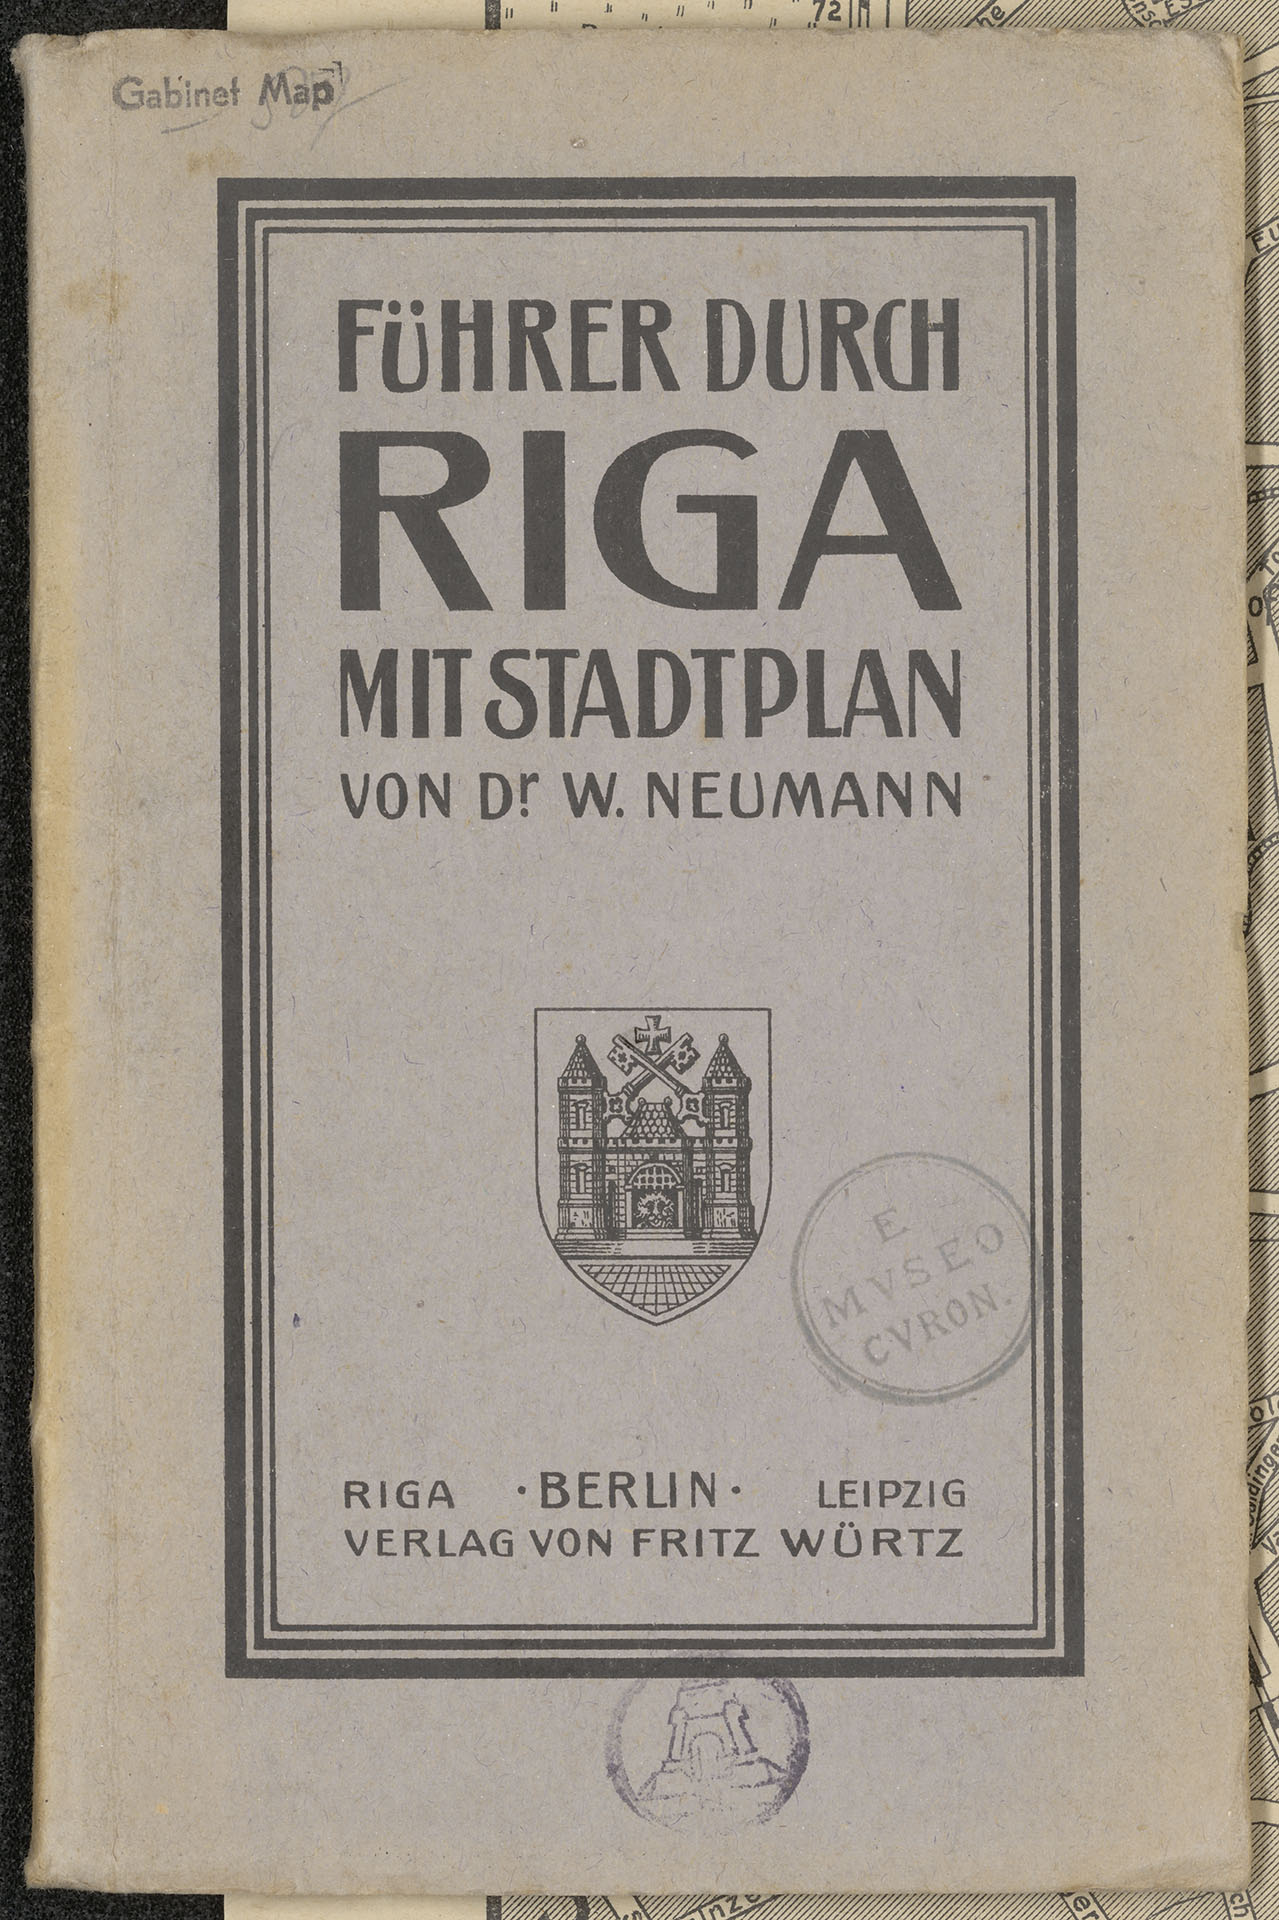 Gabinet Map
FÜHRER DURCH
RIGA
MIT STADTPLAN
VON Dr. W. NEUMANN
E
MVSEO
CVRON.
RIGA · BERLIN · LEIPZIG
VERLAG VON FRITZ WÜRTZ
72